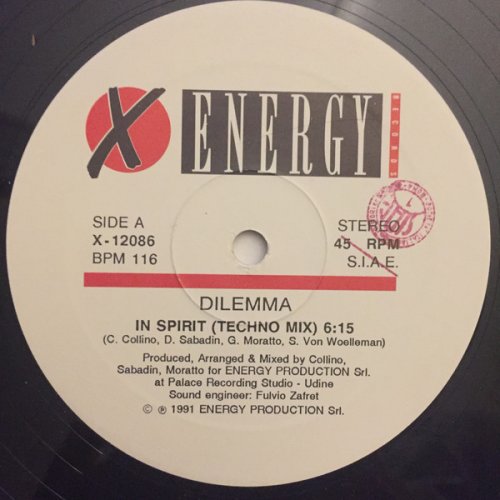 X ENERGY
RECORDS
SIDE A
STEREO
X-12086
45 RPM
BPM 116
S.I.A.E.
DILEMMA
IN SPIRIT (TECHNO MIX) 6:15
(C. Collino, D. Sabadin, G. Moratto, S. Von Woelleman)
Produced, Arranged & Mixed by Collino,
Sabadin, Moratto for ENERGY PRODUCTION Srl.
at Palace Recording Studio - Udine
Sound engineer: Fulvio Zafret
© ℗ 1991 ENERGY PRODUCTION Srl.